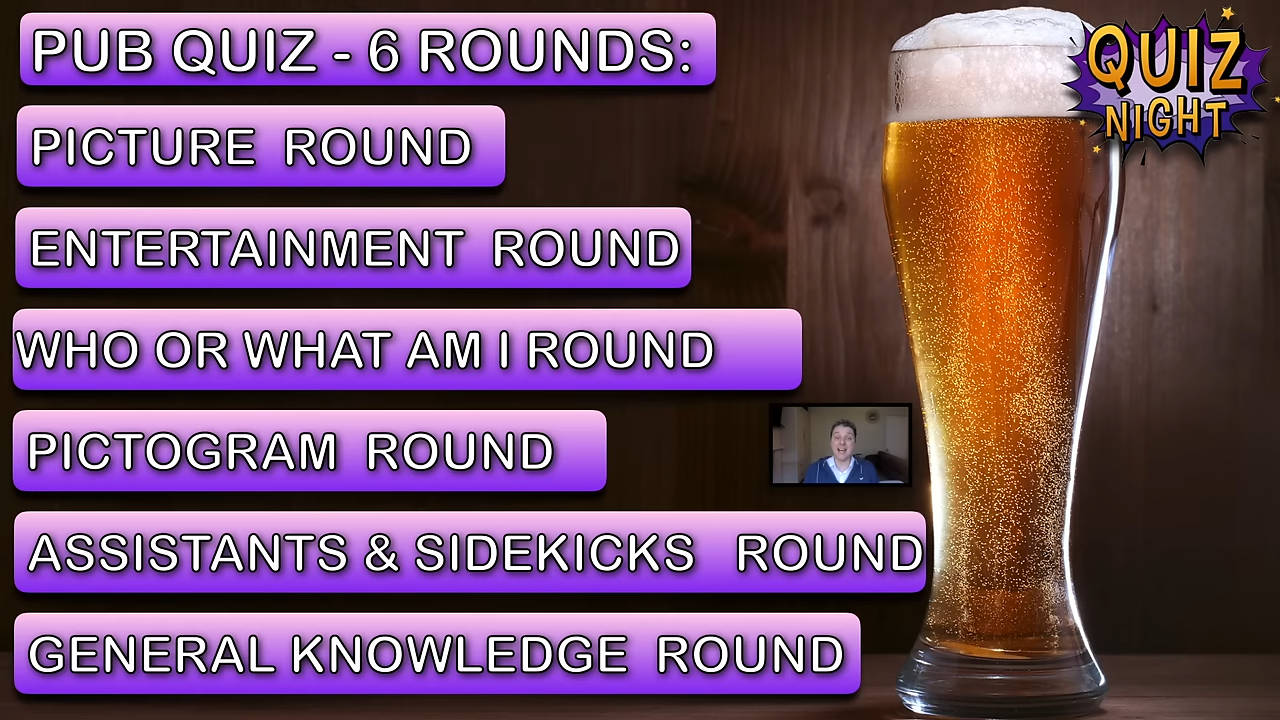 PUB QUIZ - 6 ROUNDS:
PICTURE ROUND
ENTERTAINMENT ROUND
WHO OR WHAT AM I ROUND
PICTOGRAM ROUND
ASSISTANTS & SIDEKICKS ROUND
GENERAL KNOWLEDGE ROUND
QUIZ
NIGHT